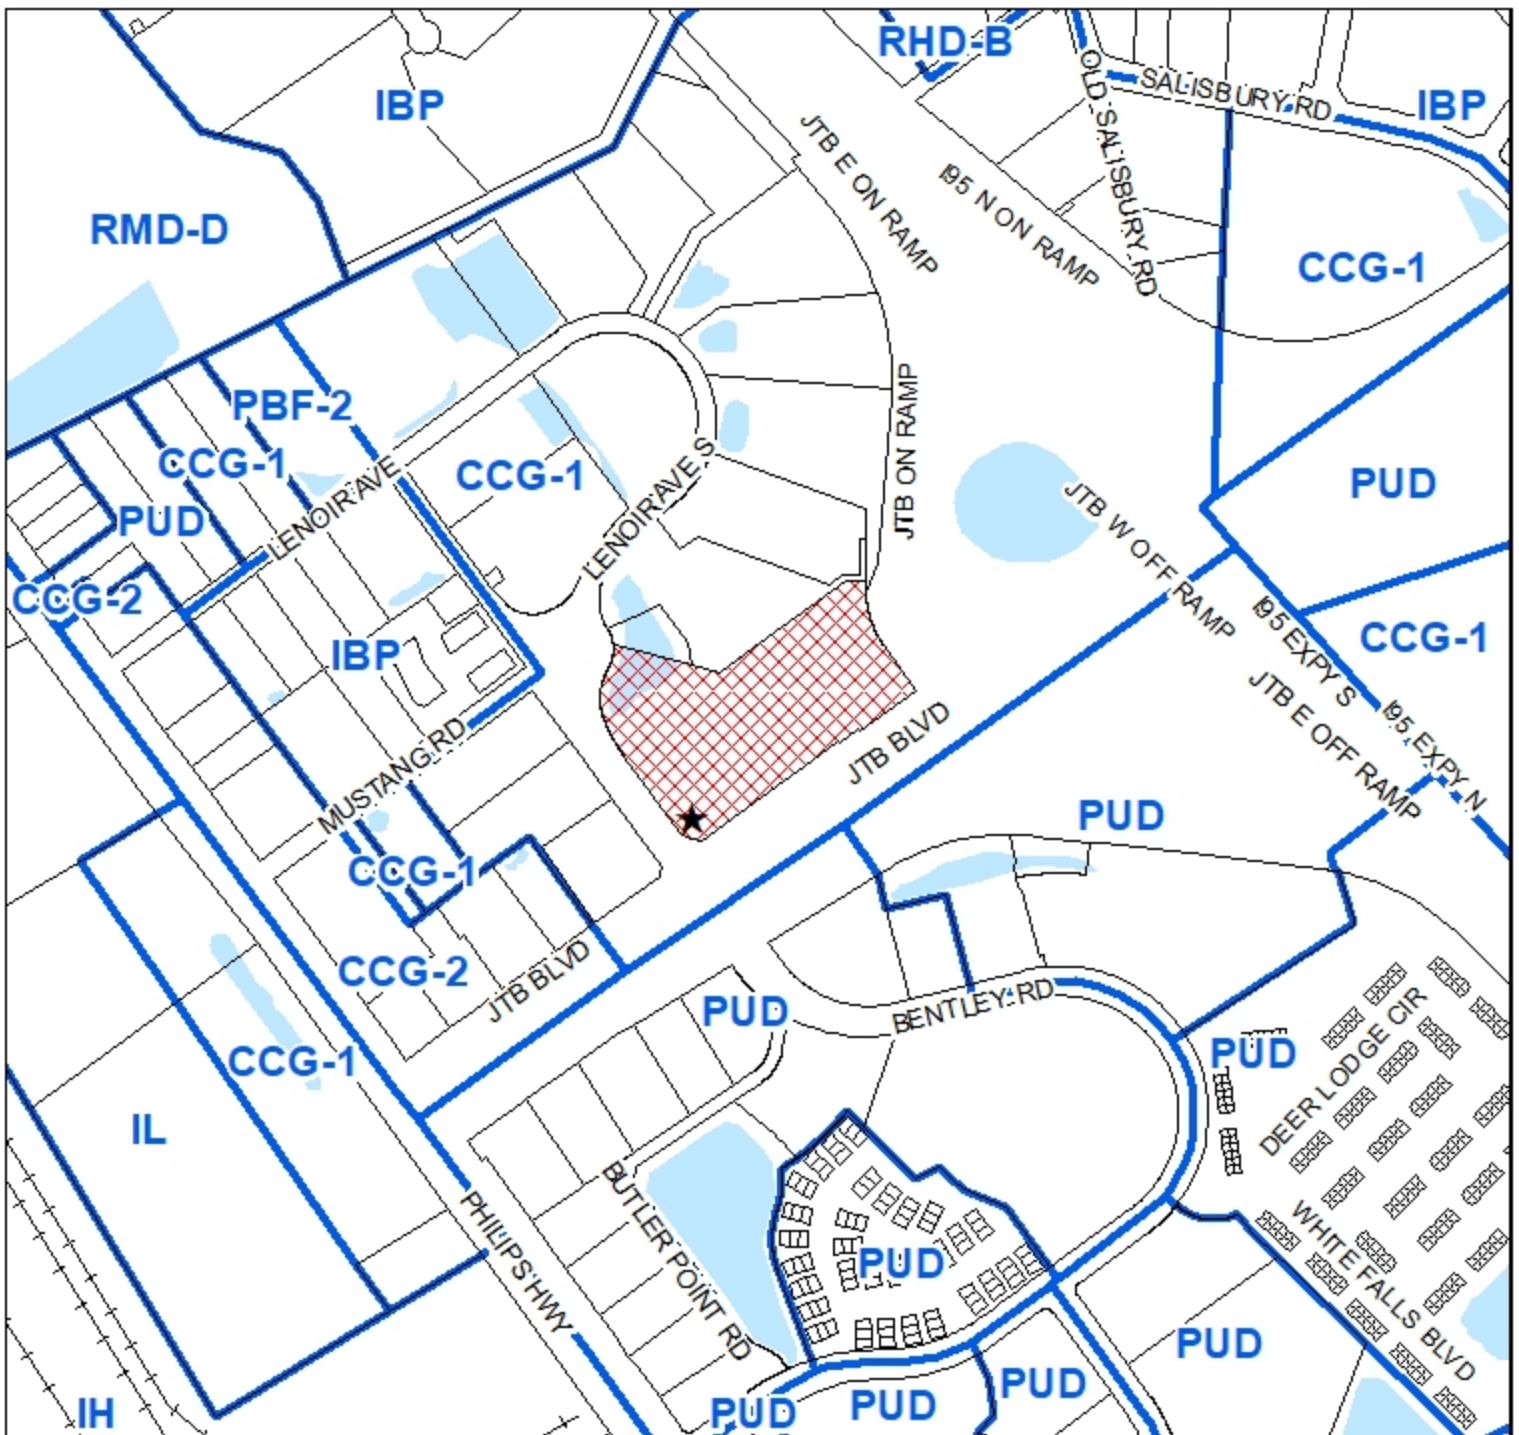 RHD-B
SALISBURY RD
IBP
IBP
OLD SALISBURY RD
JTB E ON RAMP
I95 N ON RAMP
RMD-D
CCG-1
PBF-2
CCG-1
LENOIR AVE
CCG-1
LENOIR AVE S
JTB ON RAMP
PUD
PUD
JTB W OFF RAMP
CCG-2
IBP
I95 EXPY S
CCG-1
JTB E OFF RAMP
I95 EXPY N
MUSTANG RD
JTB BLVD
PUD
CCG-1
CCG-2
JTB BLVD
PUD
BENTLEY RD
PUD
DEER LODGE CIR
CCG-1
IL
PHILIPS HWY
BUTLER POINT RD
PUD
WHITE FALLS BLVD
PUD
IH
PUD
PUD
PUD